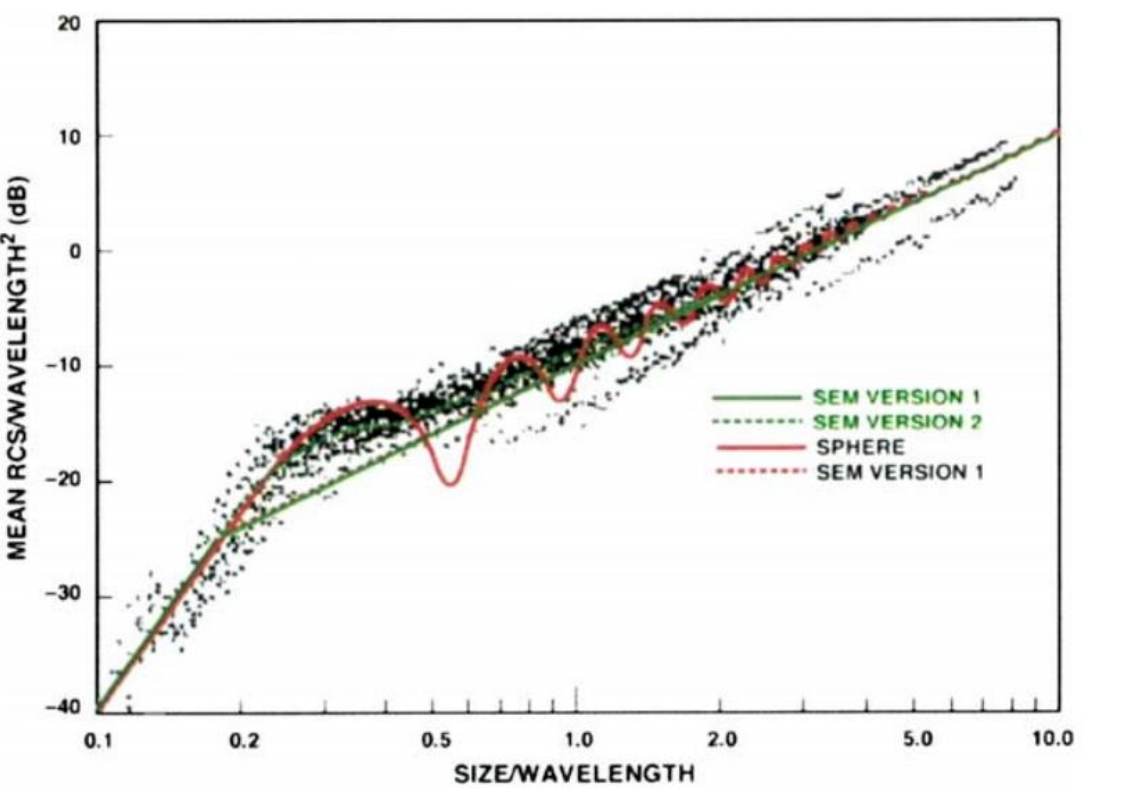 20
10
0
-10
-20
-30
-40
MEAN RCS/WAVELENGTH² (dB)
SEM VERSION 1
SEM VERSION 2
SPHERE
SEM VERSION 1
0.1 0.2 0.5 1.0 2.0 5.0 10.0
SIZE/WAVELENGTH